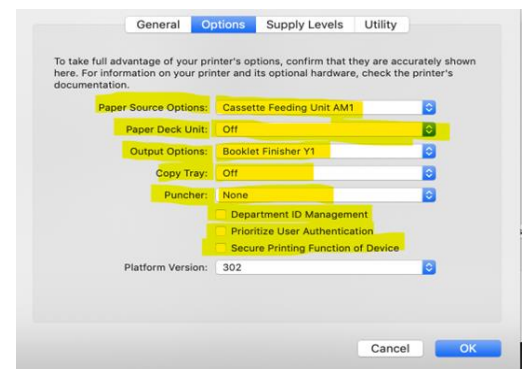 General Options Supply Levels Utility
To take full advantage of your printer's options, confirm that they are accurately shown
here. For information on your printer and its optional hardware, check the printer's
documentation.
Paper Source Options: Cassette Feeding Unit AM1
Paper Deck Unit: Off
Output Options: Booklet Finisher Y1
Copy Tray: Off
Puncher: None
Department ID Management
Prioritize User Authentication
Secure Printing Function of Device
Platform Version: 302
Cancel OK